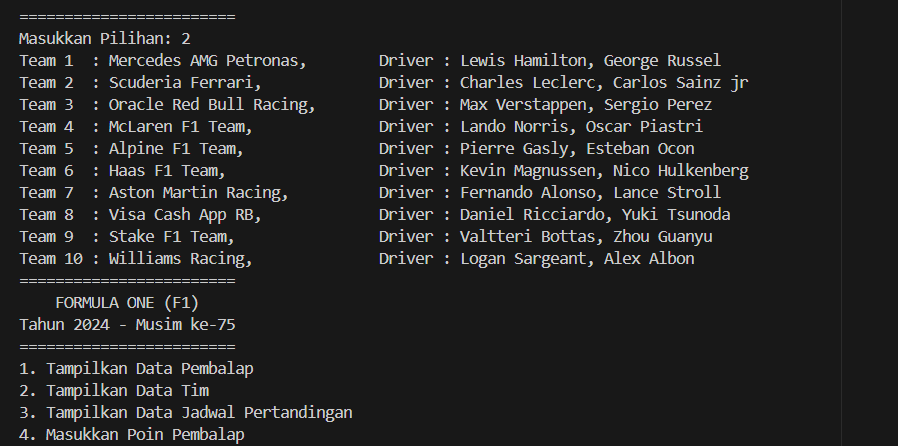 ========================
Masukkan Pilihan: 2
Team 1  : Mercedes AMG Petronas,        Driver : Lewis Hamilton, George Russel
Team 2  : Scuderia Ferrari,             Driver : Charles Leclerc, Carlos Sainz jr
Team 3  : Oracle Red Bull Racing,       Driver : Max Verstappen, Sergio Perez
Team 4  : McLaren F1 Team,              Driver : Lando Norris, Oscar Piastri
Team 5  : Alpine F1 Team,               Driver : Pierre Gasly, Esteban Ocon
Team 6  : Haas F1 Team,                 Driver : Kevin Magnussen, Nico Hulkenberg
Team 7  : Aston Martin Racing,          Driver : Fernando Alonso, Lance Stroll
Team 8  : Visa Cash App RB,             Driver : Daniel Ricciardo, Yuki Tsunoda
Team 9  : Stake F1 Team,                Driver : Valtteri Bottas, Zhou Guanyu
Team 10 : Williams Racing,              Driver : Logan Sargeant, Alex Albon
========================
    FORMULA ONE (F1)
Tahun 2024 - Musim ke-75
========================
1. Tampilkan Data Pembalap
2. Tampilkan Data Tim
3. Tampilkan Data Jadwal Pertandingan
4. Masukkan Poin Pembalap